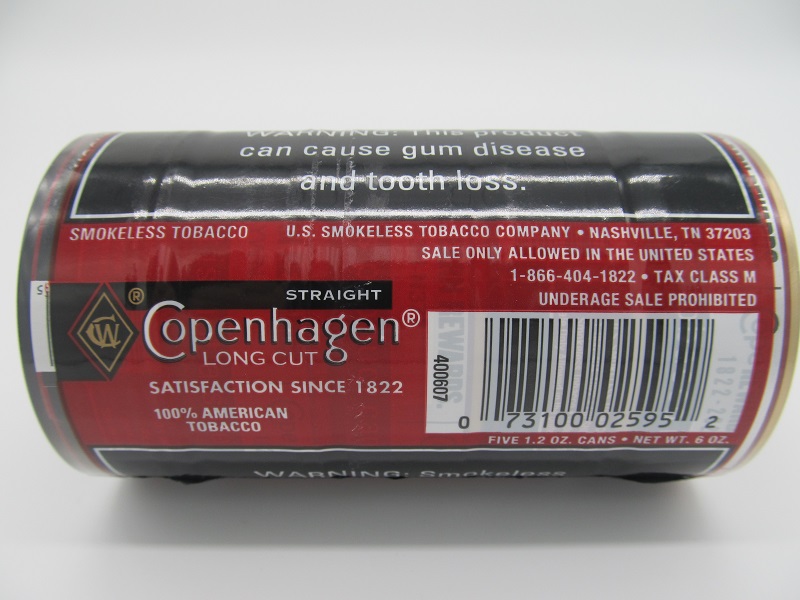 WARNING: This product
can cause gum disease
and tooth loss.
SMOKELESS TOBACCO
U.S. SMOKELESS TOBACCO COMPANY • NASHVILLE, TN 37203
SALE ONLY ALLOWED IN THE UNITED STATES
1-866-404-1822 • TAX CLASS M
UNDERAGE SALE PROHIBITED
CW ®
STRAIGHT
Copenhagen®
LONG CUT
SATISFACTION SINCE 1822
100% AMERICAN
TOBACCO
400607
0 73100 02595 2
FIVE 1.2 OZ. CANS • NET WT. 6 OZ.
WARNING: Smokeless